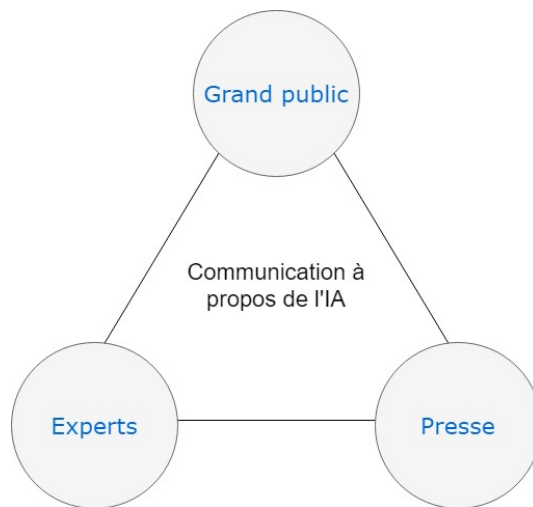 Grand public
Communication à
propos de l'IA
Experts
Presse